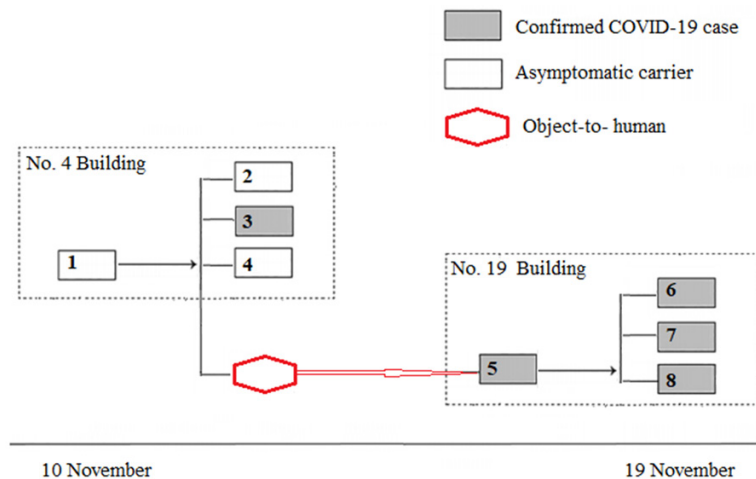 Confirmed COVID-19 case
Asymptomatic carrier
Object-to- human
No. 4 Building
2
3
1
4
No. 19 Building
6
7
5
8
10 November
19 November